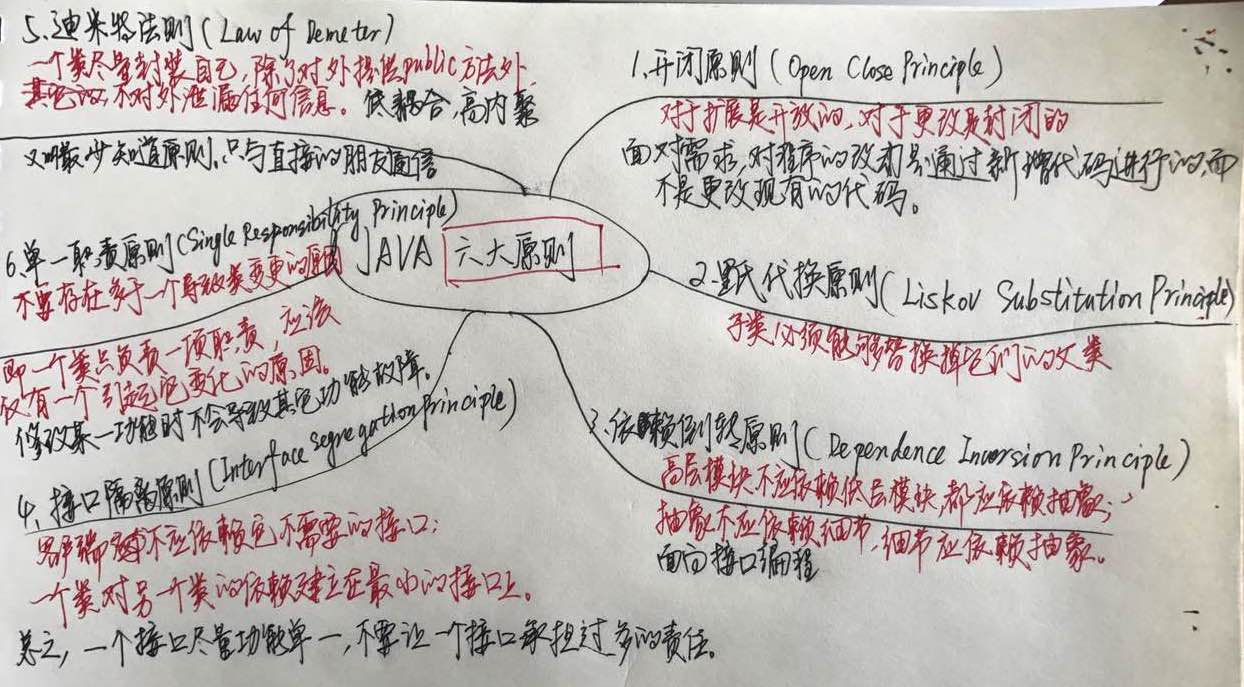 JAVA 六大原则
1.开闭原则(Open Close Principle)
对于扩展是开放的,对于更改是封闭的
面对需求,对程序的改动是通过新增代码进行的,而
不是更改现有的代码。
2.里氏代换原则(Liskov Substitution Principle)
子类必须能够替换掉它们的父类
3.依赖倒转原则(Dependence Inversion Principle)
高层模块不应依赖低层模块,都应依赖抽象;
抽象不应依赖细节,细节应依赖抽象。
面向接口编程
4.接口隔离原则(Interface Segregation Principle)
客户端不应依赖它不需要的接口;
一个类对另一个类的依赖建立在最小的接口上。
总之,一个接口尽量功能单一,不要让一个接口承担过多的责任。
5.迪米特法则(Law of Demeter)
一个类尽量封装自己,除了对外提供public方法外,
其它的,不对外泄漏任何信息。低耦合,高内聚
又叫最少知道原则,只与直接的朋友通信
6.单一职责原则(Single Responsibility Principle)
不要存在多于一个导致类变更的原因
即一个类只负责一项职责,应该
仅有一个引起它变化的原因。
修改某一功能时不会导致其它功能故障。